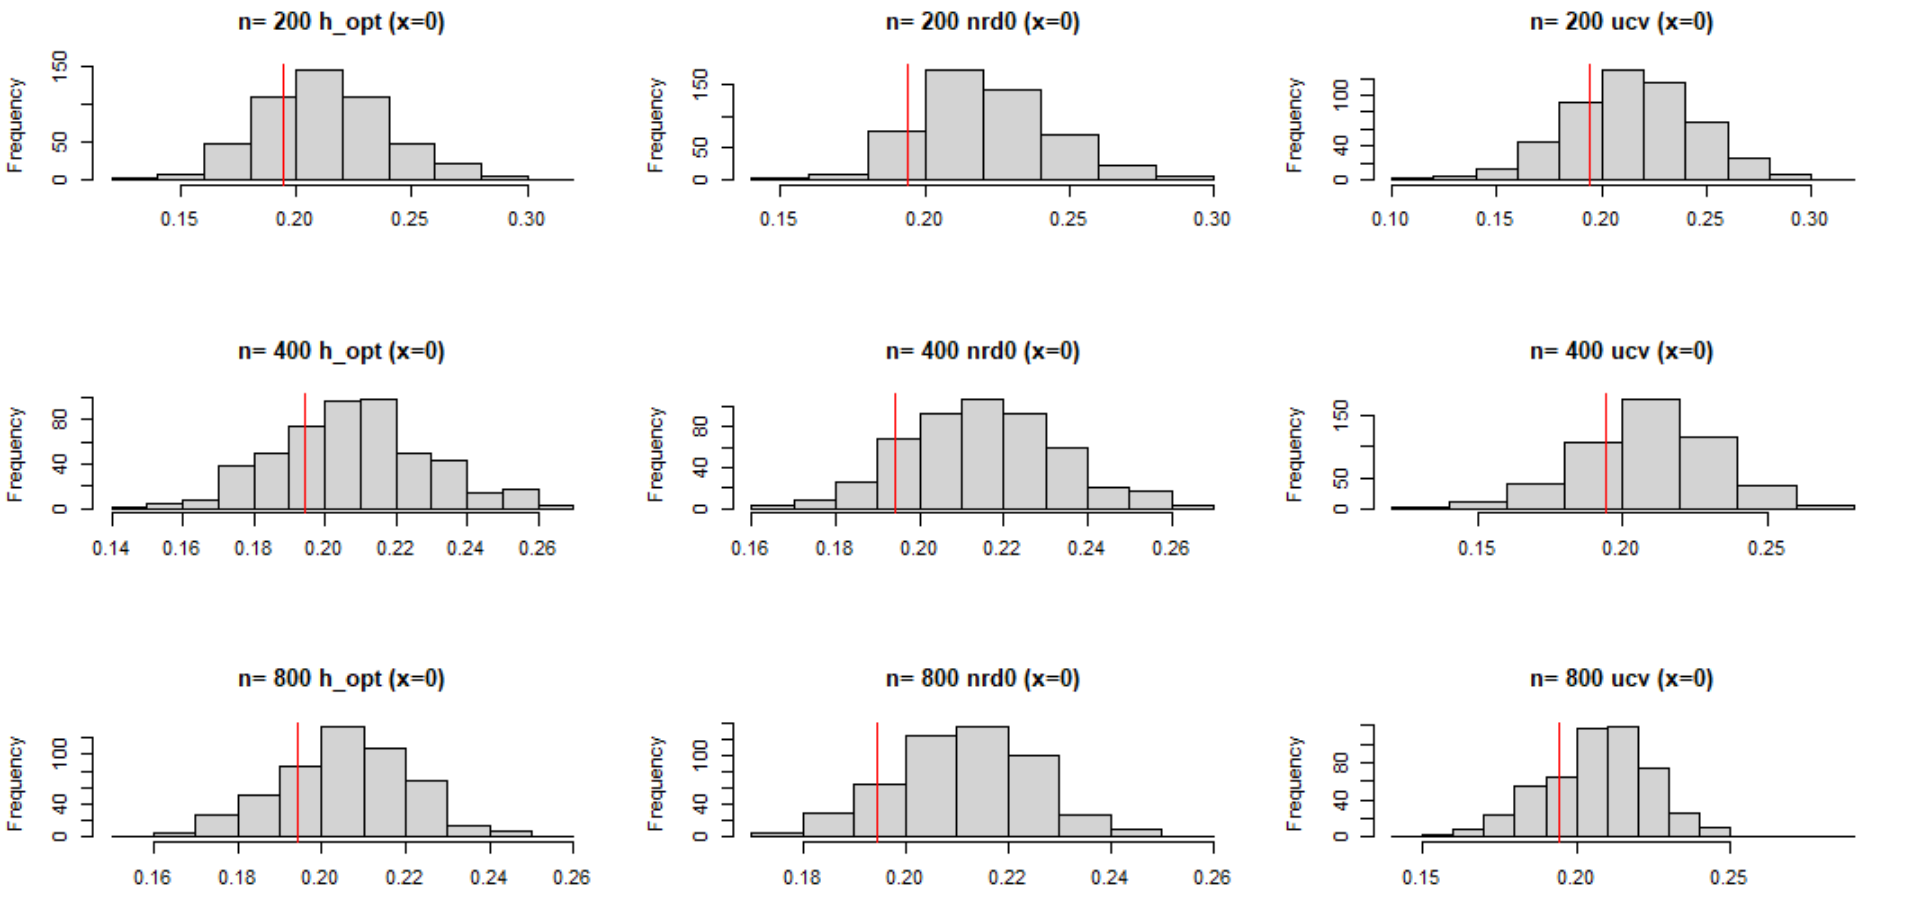 n= 200 h_opt (x=0)
Frequency
0 50 150
0.15 0.20 0.25 0.30
n= 200 nrd0 (x=0)
Frequency
0 50 150
0.15 0.20 0.25 0.30
n= 200 ucv (x=0)
Frequency
0 40 100
0.10 0.15 0.20 0.25 0.30
n= 400 h_opt (x=0)
Frequency
0 40 80
0.14 0.16 0.18 0.20 0.22 0.24 0.26
n= 400 nrd0 (x=0)
Frequency
0 40 80
0.16 0.18 0.20 0.22 0.24 0.26
n= 400 ucv (x=0)
Frequency
0 50 150
0.15 0.20 0.25
n= 800 h_opt (x=0)
Frequency
0 40 100
0.16 0.18 0.20 0.22 0.24 0.26
n= 800 nrd0 (x=0)
Frequency
0 40 100
0.18 0.20 0.22 0.24 0.26
n= 800 ucv (x=0)
Frequency
0 40 80
0.15 0.20 0.25